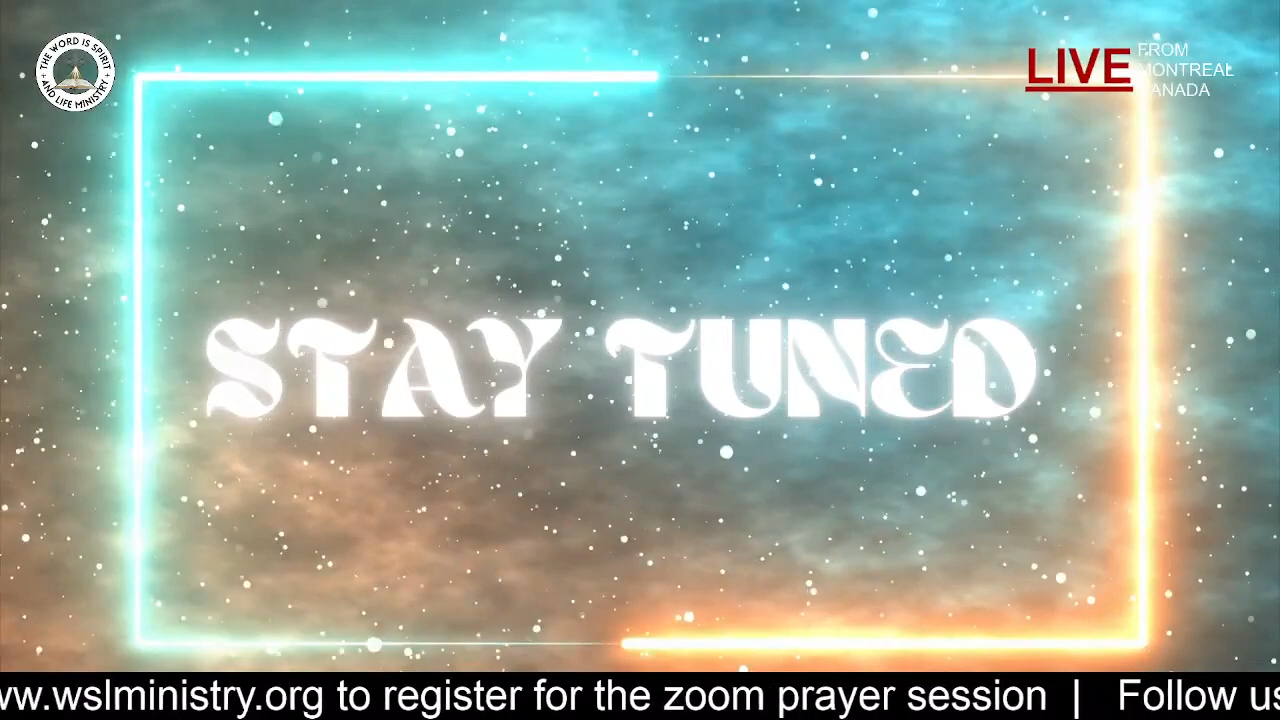 THE WORD IS SPIRIT
AND LIFE MINISTRY
LIVE
FROM
MONTREAL
CANADA
STAY TUNED
ww.wslministry.org to register for the zoom prayer session | Follow us